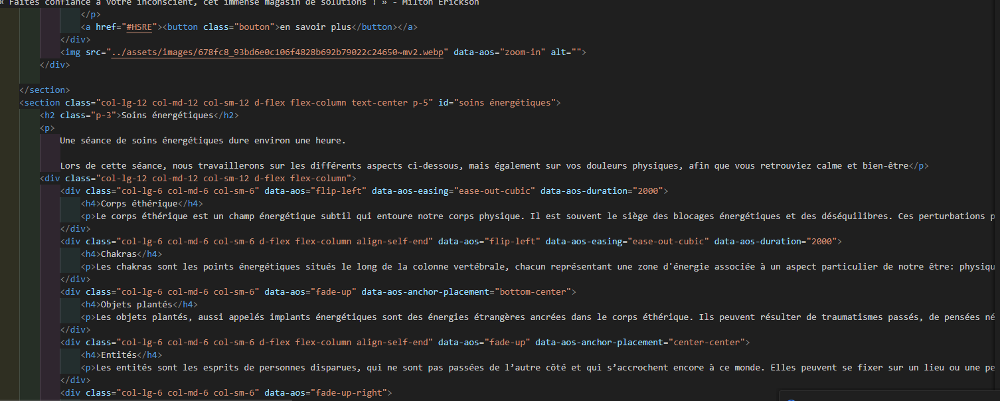 « Faites confiance à votre inconscient, cet immense magasin de solutions ! » - Milton Erickson
</p>
<a href="#HSRE"><button class="bouton">en savoir plus</button></a>
</div>
<img src="../assets/images/678fc8_93bd6e0c106f4828b692b79022c24650~mv2.webp" data-aos="zoom-in" alt="">
</div>
</section>
<section class="col-lg-12 col-md-12 col-sm-12 d-flex flex-column text-center p-5" id="soins énergétiques">
<h2 class="p-3">Soins énergétiques</h2>
<p>
Une séance de soins énergétiques dure environ une heure.
Lors de cette séance, nous travaillerons sur les différents aspects ci-dessous, mais également sur vos douleurs physiques, afin que vous retrouviez calme et bien-être</p>
<div class="col-lg-12 col-md-12 col-sm-12 d-flex flex-column">
<div class="col-lg-6 col-md-6 col-sm-6" data-aos="flip-left" data-aos-easing="ease-out-cubic" data-aos-duration="2000">
<h4>Corps éthérique</h4>
<p>Le corps éthérique est un champ énergétique subtil qui entoure notre corps physique. Il est souvent le siège des blocages énergétiques et des déséquilibres. Ces perturbations p
</div>
<div class="col-lg-6 col-md-6 col-sm-6 d-flex flex-column align-self-end" data-aos="flip-left" data-aos-easing="ease-out-cubic" data-aos-duration="2000">
<h4>Chakras</h4>
<p>Les chakras sont les points énergétiques situés le long de la colonne vertébrale, chacun représentant une zone d'énergie associée à un aspect particulier de notre être: physiqu
</div>
<div class="col-lg-6 col-md-6 col-sm-6" data-aos="fade-up" data-aos-anchor-placement="bottom-center">
<h4>Objets plantés</h4>
<p>Les objets plantés, aussi appelés implants énergétiques sont des énergies étrangères ancrées dans le corps éthérique. Ils peuvent résulter de traumatismes passés, de pensées né
</div>
<div class="col-lg-6 col-md-6 col-sm-6 d-flex flex-column align-self-end" data-aos="fade-up" data-aos-anchor-placement="center-center">
<h4>Entités</h4>
<p>Les entités sont les esprits de personnes disparues, qui ne sont pas passées de l’autre côté et qui s’accrochent encore à ce monde. Elles peuvent se fixer sur un lieu ou une pe
</div>
<div class="col-lg-6 col-md-6 col-sm-6" data-aos="fade-up-right">